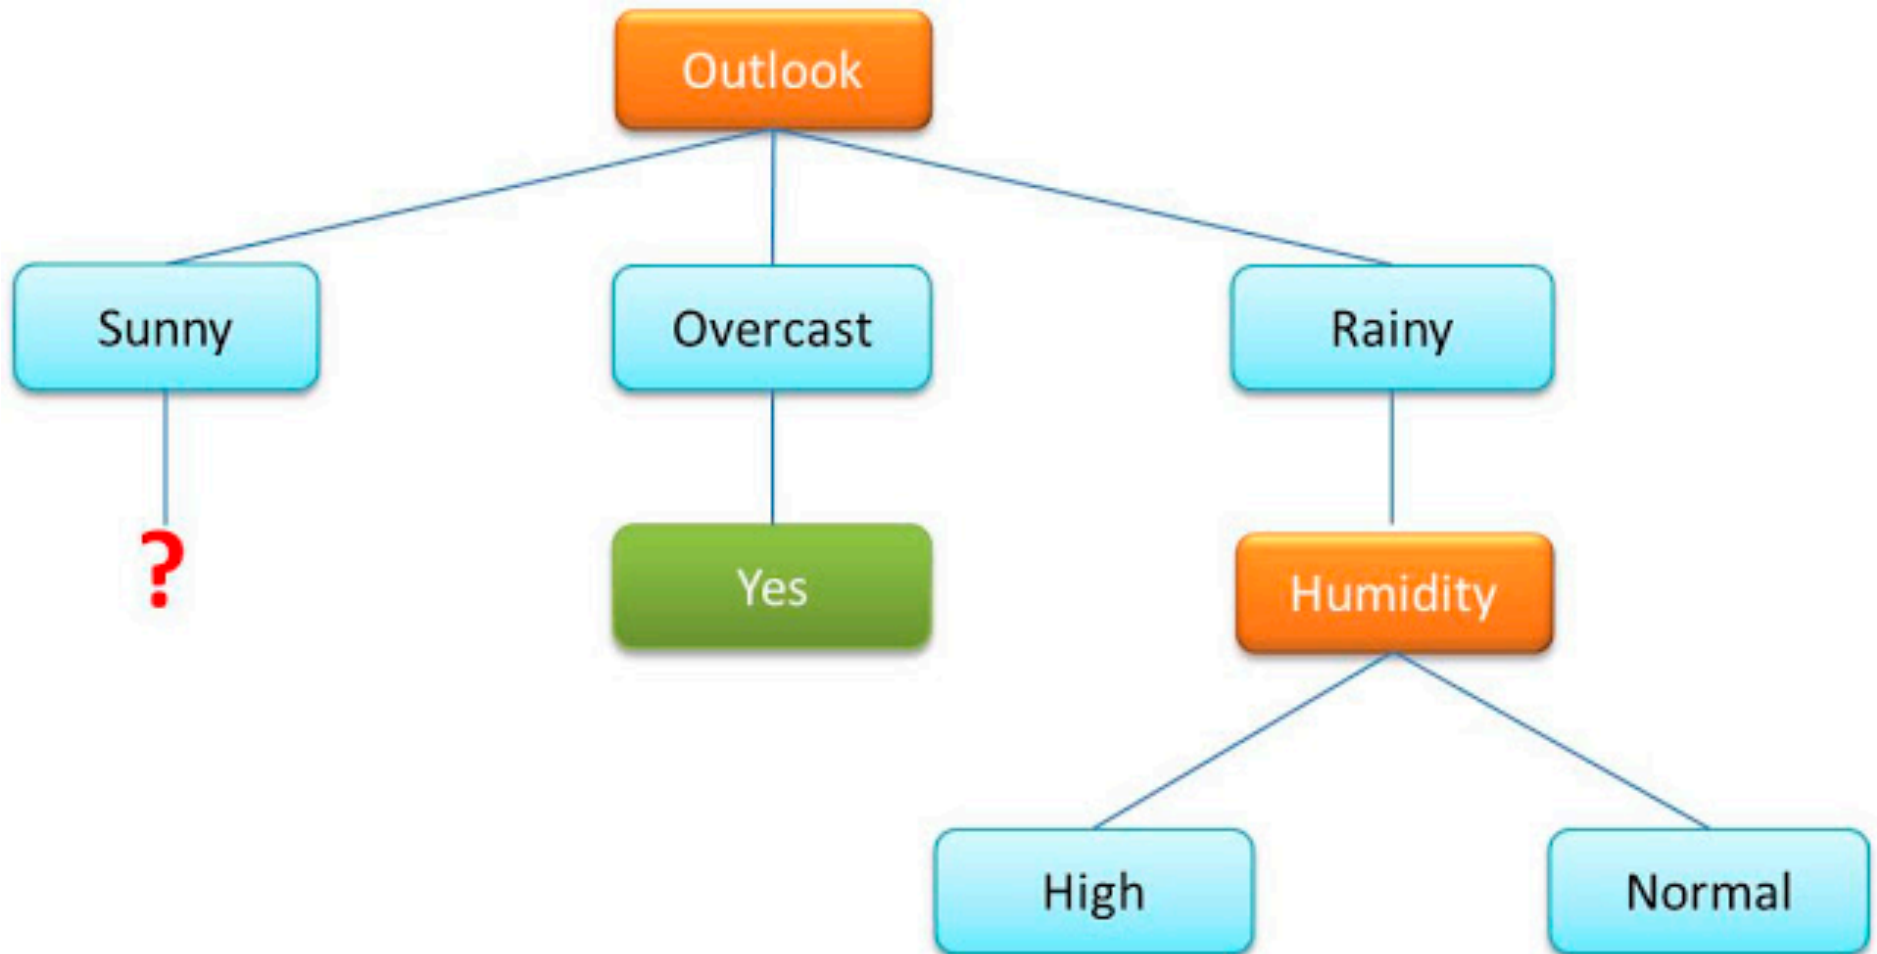 Outlook
Sunny
Overcast
Rainy
?
Yes
Humidity
High
Normal